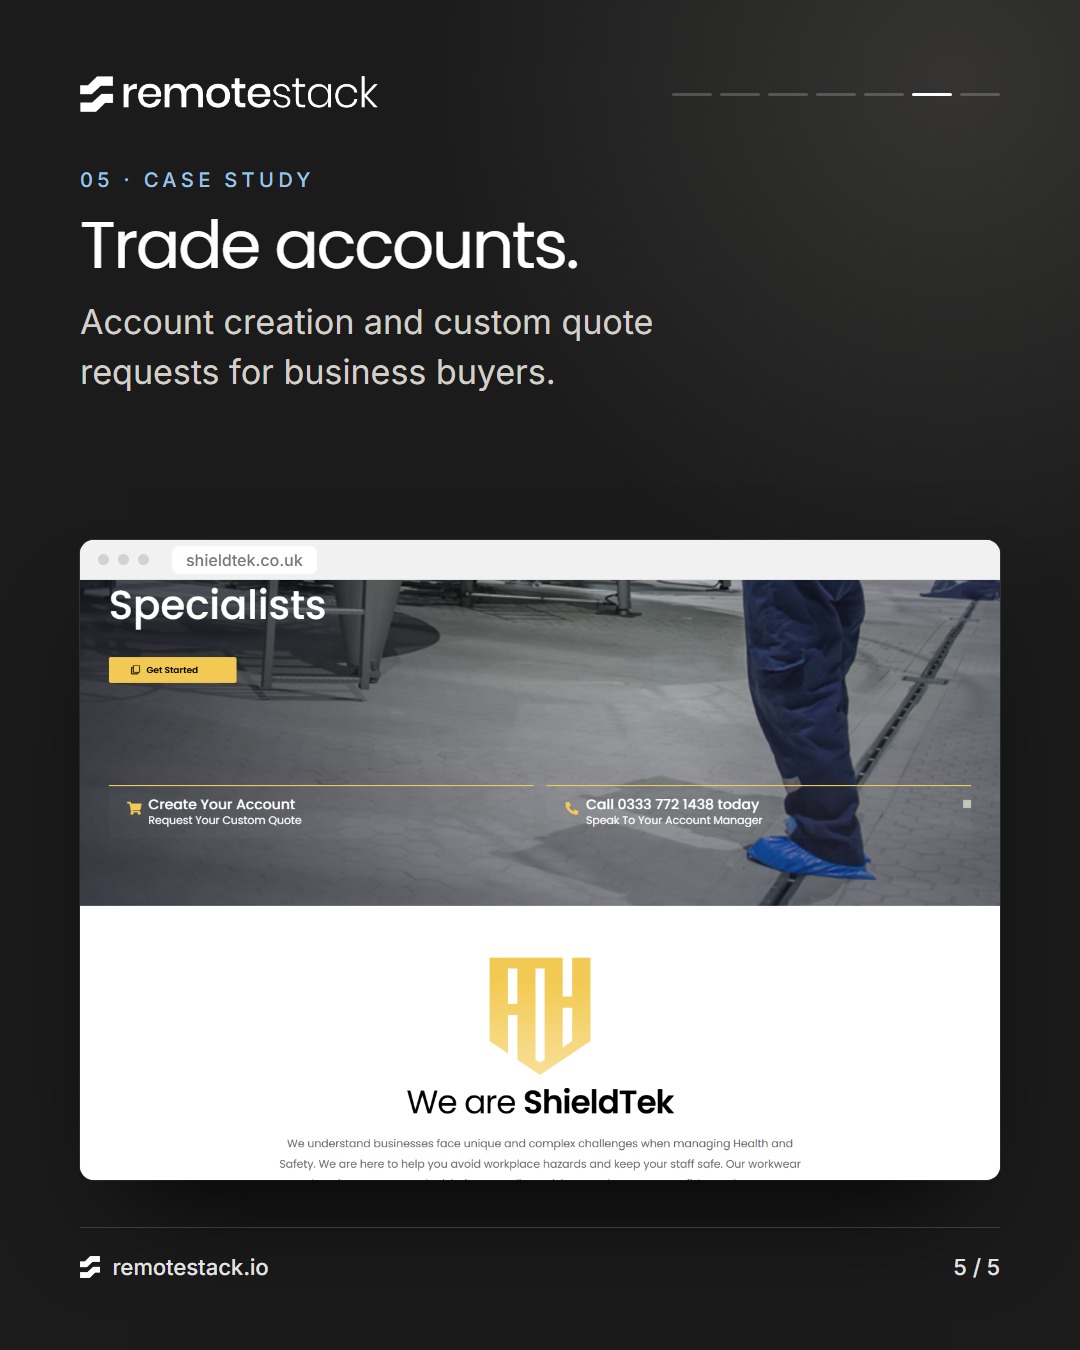 remotestack
05 · CASE STUDY
Trade accounts.
Account creation and custom quote
requests for business buyers.
shieldtek.co.uk
Specialists
Get Started
Create Your Account
Request Your Custom Quote
Call 0333 772 1438 today
Speak To Your Account Manager
We are ShieldTek
We understand businesses face unique and complex challenges when managing Health and
Safety. We are here to help you avoid workplace hazards and keep your staff safe. Our workwear
remotestack.io
5 / 5